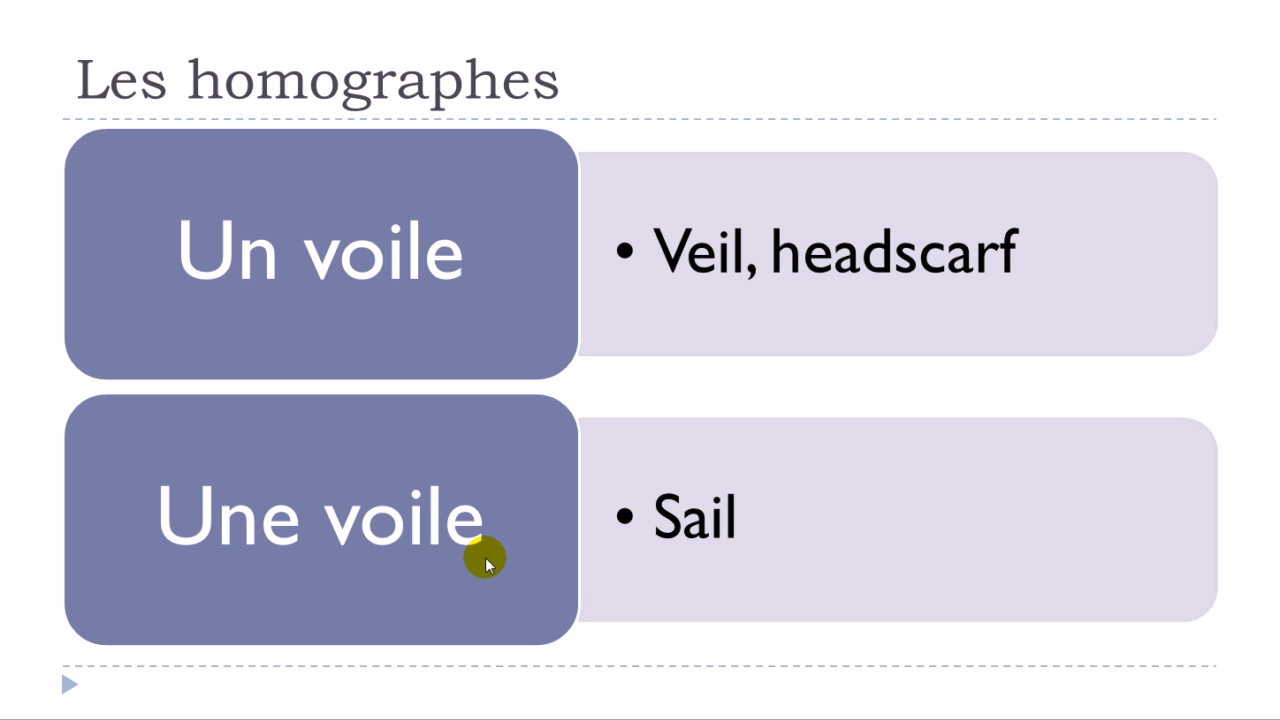 Les homographes
Un voile
• Veil, headscarf
Une voile
• Sail